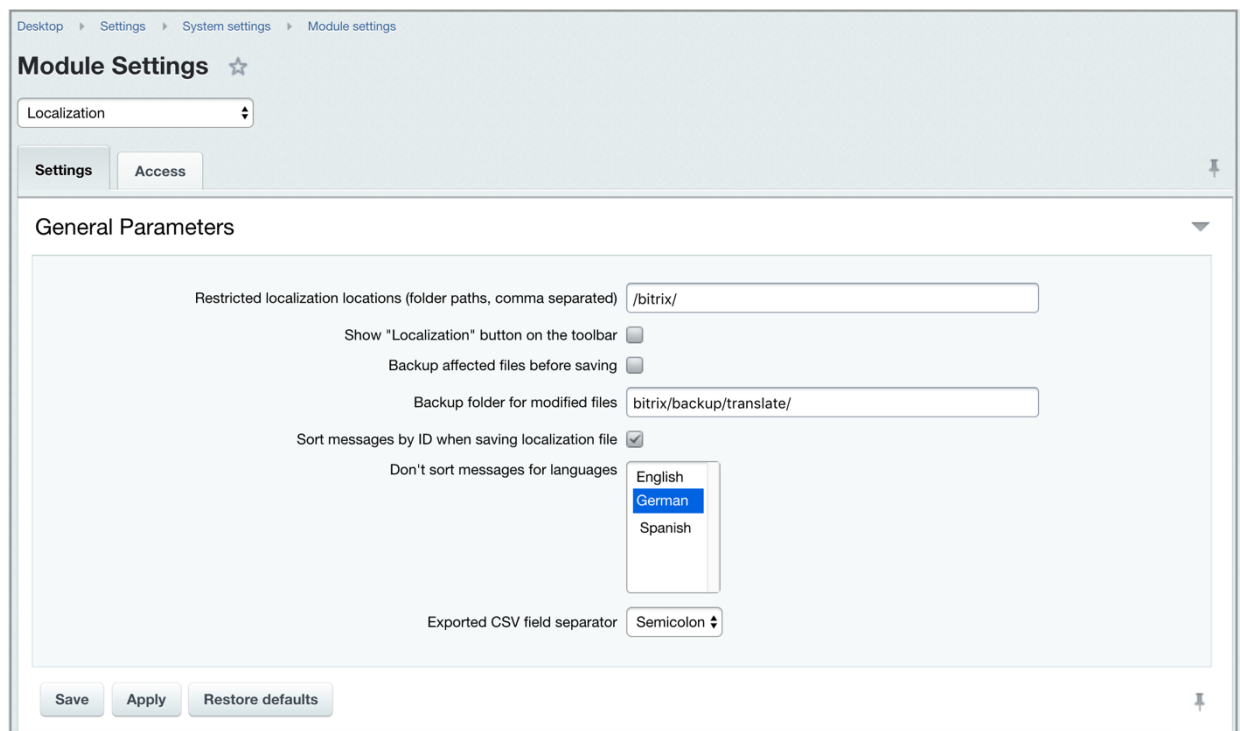 Desktop Settings System settings Module settings
Module Settings
Localization
Settings Access
General Parameters
Restricted localization locations (folder paths, comma separated) /bitrix/
Show "Localization" button on the toolbar
Backup affected files before saving
Backup folder for modified files bitrix/backup/translate/
Sort messages by ID when saving localization file
Don't sort messages for languages English
German
Spanish
Exported CSV field separator Semicolon
Save Apply Restore defaults